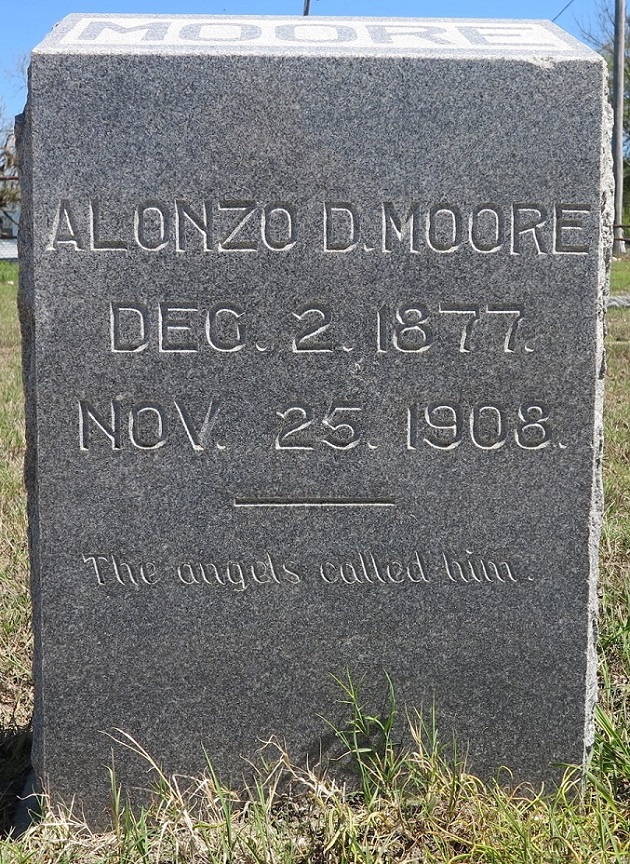 MOORE
ALONZO D. MOORE
DEC. 2. 1877.
NOV. 25. 1908.
The angels called him.